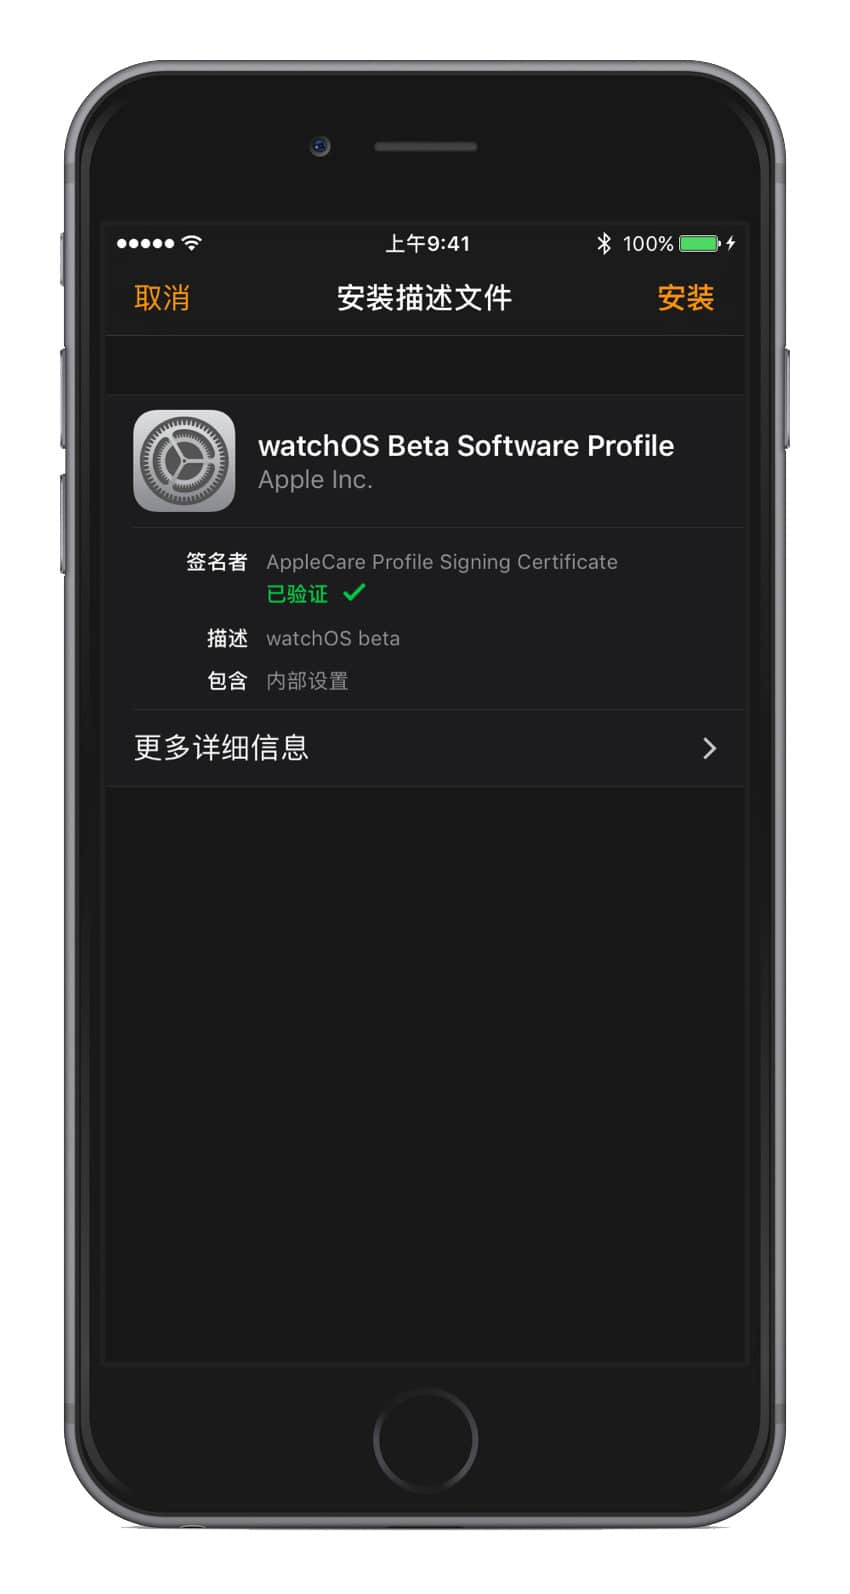 上午9:41
100%
取消
安装描述文件
安装
watchOS Beta Software Profile
Apple Inc.
签名者 AppleCare Profile Signing Certificate
已验证
描述 watchOS beta
包含 内部设置
更多详细信息